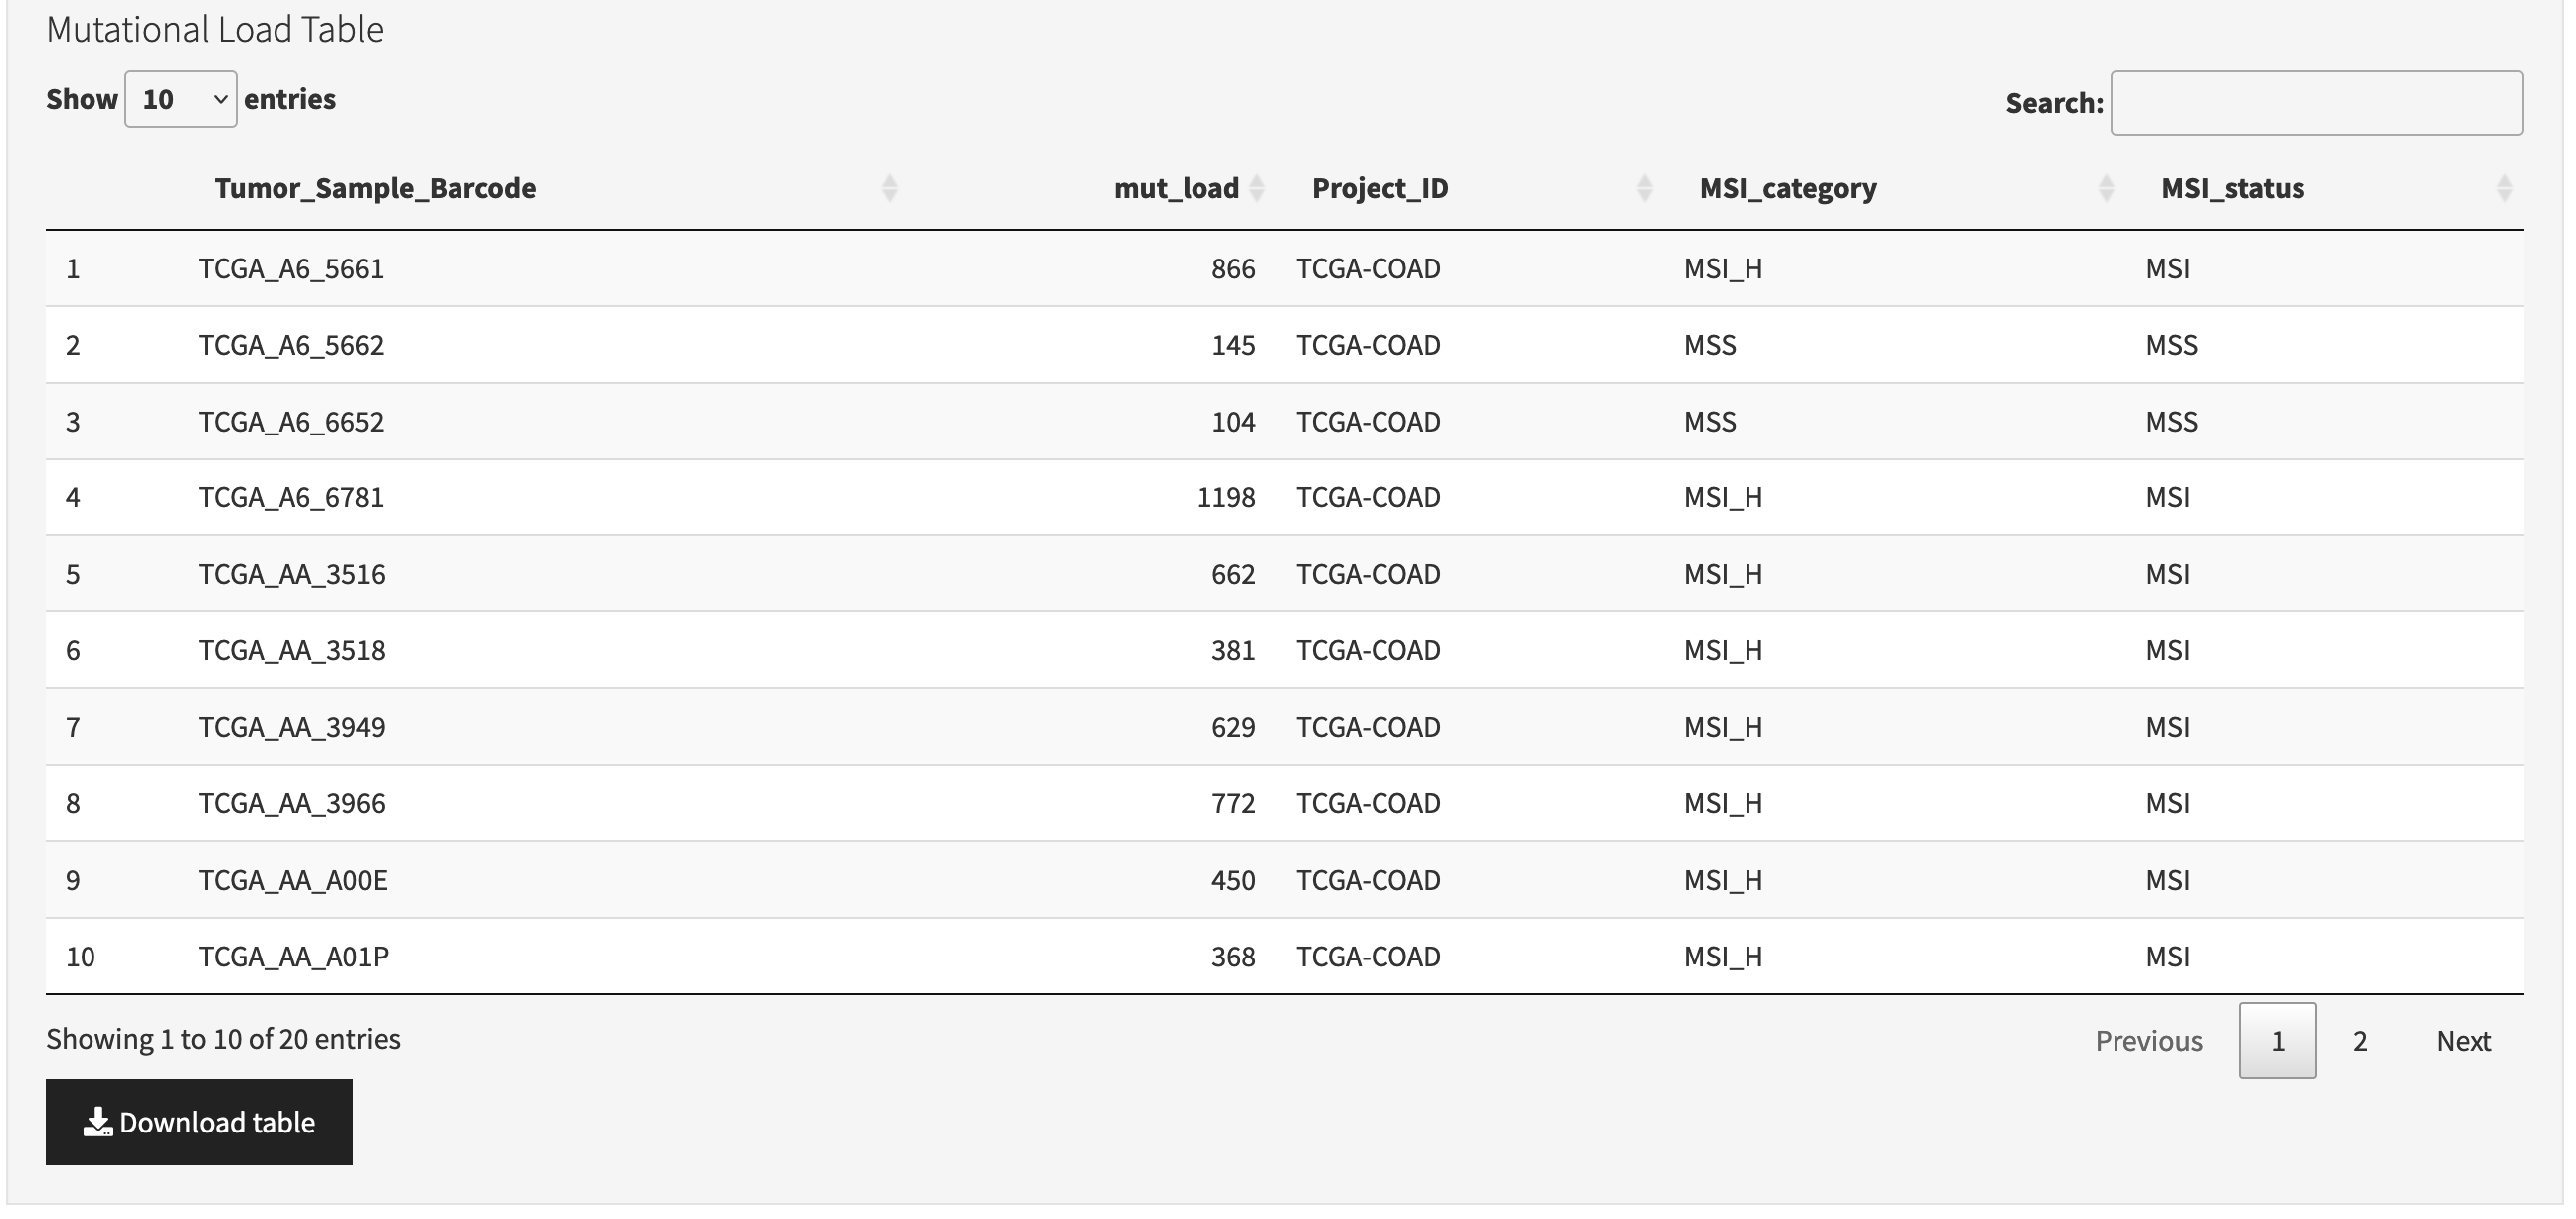 Mutational Load Table
Show 10 entries Search:
Tumor_Sample_Barcode mut_load Project_ID MSI_category MSI_status
1 TCGA_A6_5661 866 TCGA-COAD MSI_H MSI
2 TCGA_A6_5662 145 TCGA-COAD MSS MSS
3 TCGA_A6_6652 104 TCGA-COAD MSS MSS
4 TCGA_A6_6781 1198 TCGA-COAD MSI_H MSI
5 TCGA_AA_3516 662 TCGA-COAD MSI_H MSI
6 TCGA_AA_3518 381 TCGA-COAD MSI_H MSI
7 TCGA_AA_3949 629 TCGA-COAD MSI_H MSI
8 TCGA_AA_3966 772 TCGA-COAD MSI_H MSI
9 TCGA_AA_A00E 450 TCGA-COAD MSI_H MSI
10 TCGA_AA_A01P 368 TCGA-COAD MSI_H MSI
Showing 1 to 10 of 20 entries Previous 1 2 Next
Download table